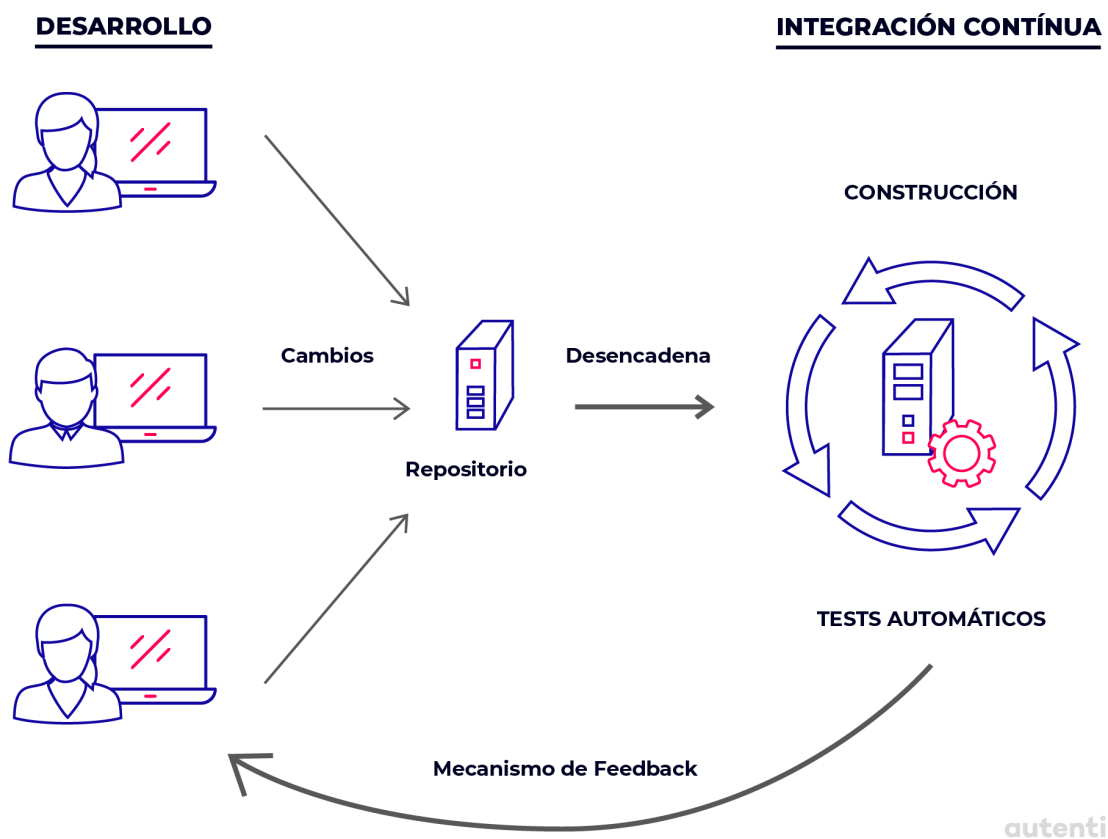 DESARROLLO
INTEGRACIÓN CONTÍNUA
CONSTRUCCIÓN
Cambios
Desencadena
Repositorio
TESTS AUTOMÁTICOS
Mecanismo de Feedback
autenti